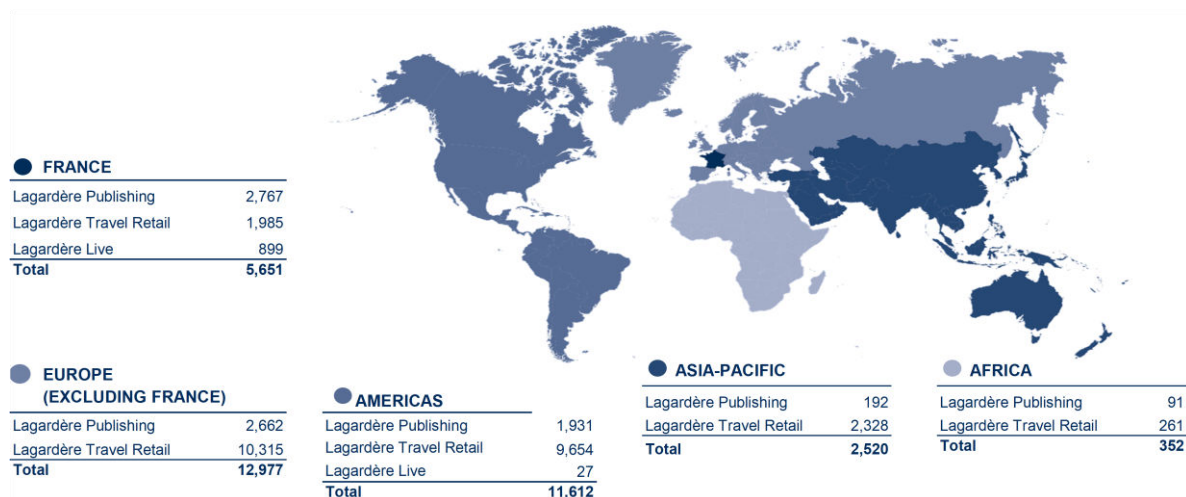 FRANCE
Lagardère Publishing 2,767
Lagardère Travel Retail 1,985
Lagardère Live 899
Total 5,651
EUROPE
(EXCLUDING FRANCE)
Lagardère Publishing 2,662
Lagardère Travel Retail 10,315
Total 12,977
AMERICAS
Lagardère Publishing 1,931
Lagardère Travel Retail 9,654
Lagardère Live 27
Total 11,612
ASIA-PACIFIC
Lagardère Publishing 192
Lagardère Travel Retail 2,328
Total 2,520
AFRICA
Lagardère Publishing 91
Lagardère Travel Retail 261
Total 352